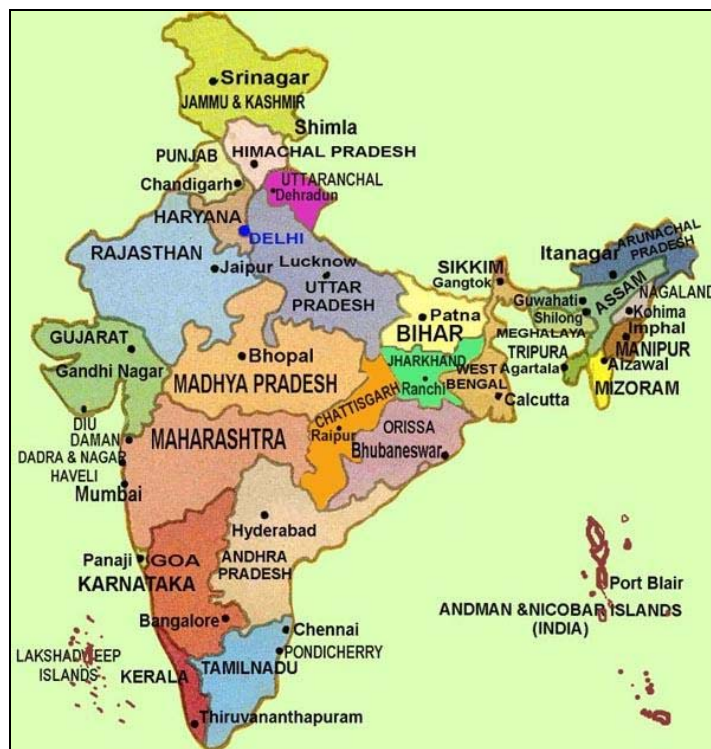 Srinagar
JAMMU & KASHMIR
Shimla
HIMACHAL PRADESH
PUNJAB
Chandigarh
UTTARANCHAL
Dehradun
HARYANA
DELHI
RAJASTHAN
Jaipur
Lucknow
UTTAR
PRADESH
SIKKIM
Gangtok
Itanagar
ARUNACHAL
PRADESH
ASSAM
Guwahati
Shilong
MEGHALAYA
NAGALAND
Kohima
Imphal
MANIPUR
TRIPURA
Agartala
Aizawal
MIZORAM
Patna
BIHAR
GUJARAT
Gandhi Nagar
Bhopal
MADHYA PRADESH
JHARKHAND
Ranchi
WEST
BENGAL
Calcutta
CHATTISGARH
Raipur
ORISSA
Bhubaneswar
DIU
DAMAN
DADRA & NAGAR
HAVELI
Mumbai
MAHARASHTRA
Hyderabad
ANDHRA
PRADESH
Panaji
GOA
KARNATAKA
Bangalore
Chennai
PONDICHERRY
TAMILNADU
KERALA
Thiruvananthapuram
LAKSHADWEEP
ISLANDS
Port Blair
ANDMAN &NICOBAR ISLANDS
(INDIA)